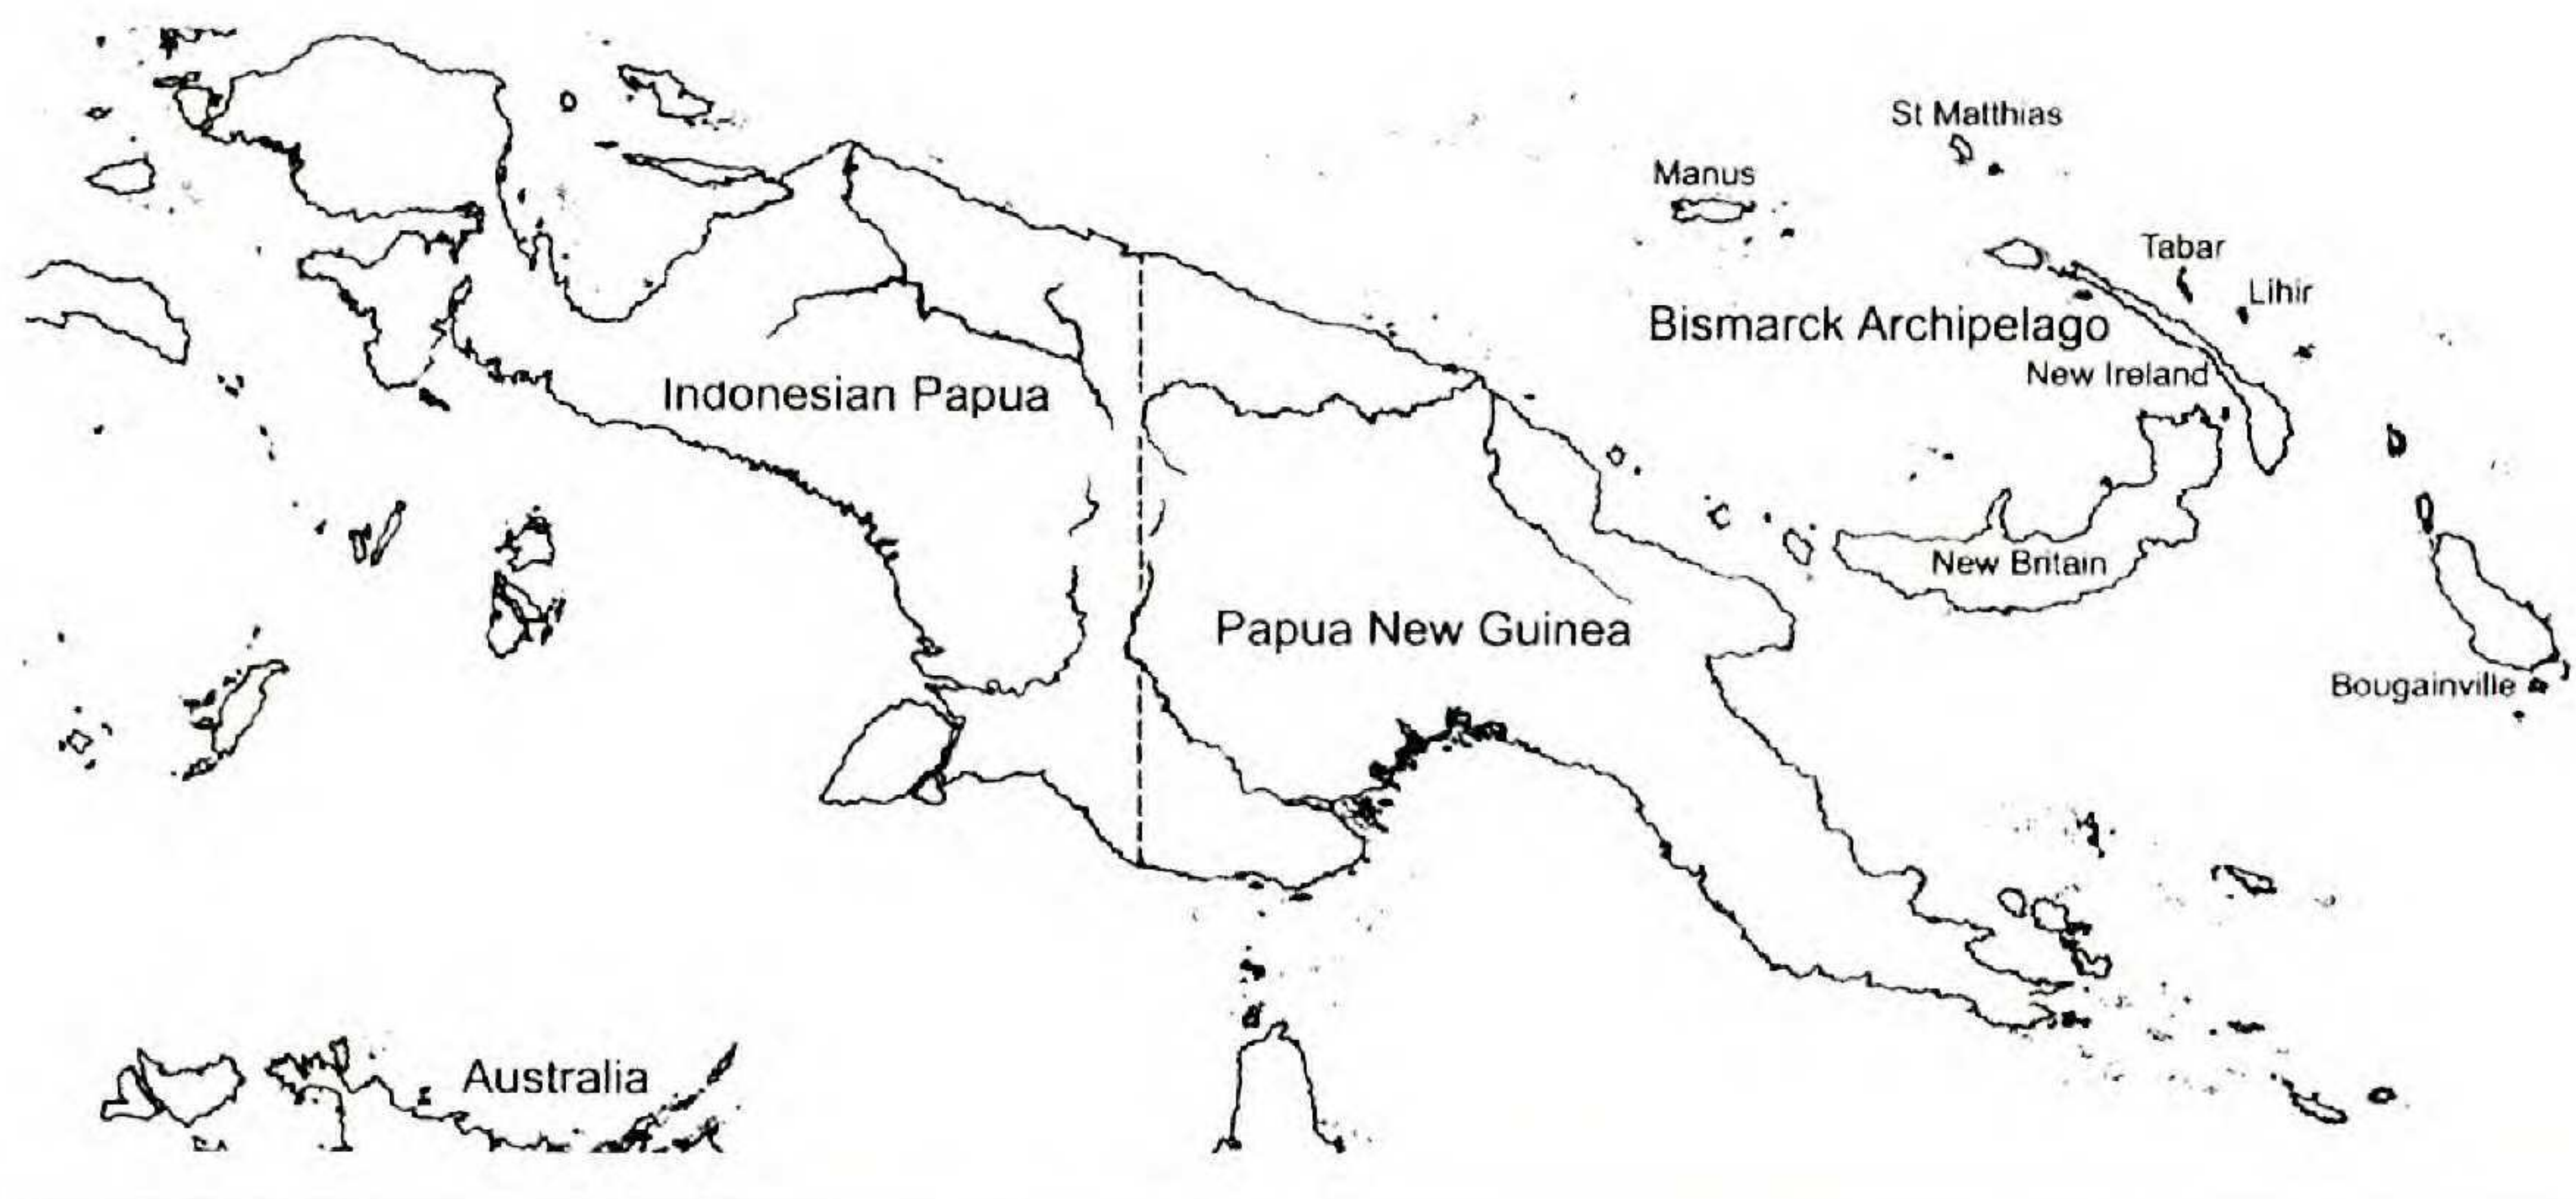 St Matthias
Manus
Tabar
Lihir
Bismarck Archipelago
New Ireland
Indonesian Papua
New Britain
Papua New Guinea
Bougainville
Australia